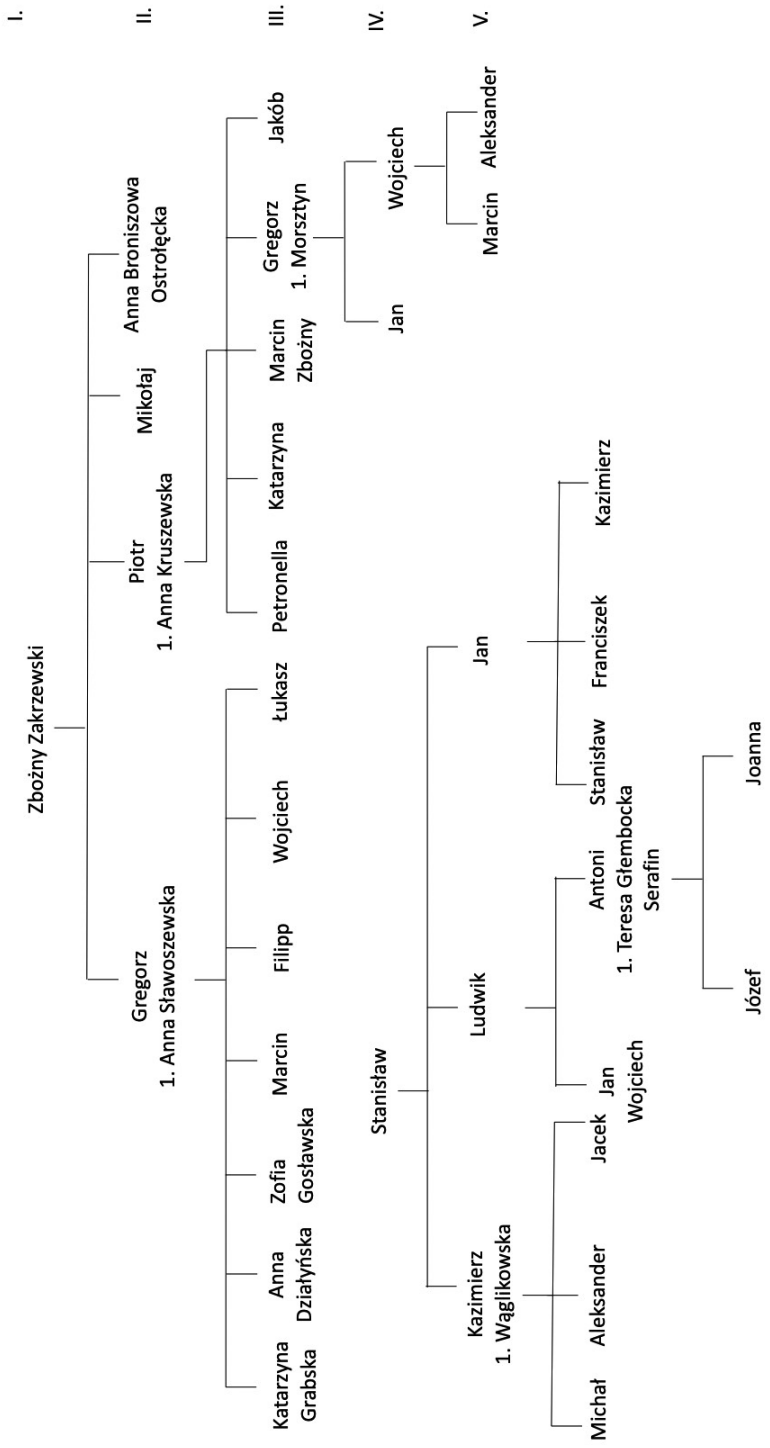 I.
Zbożny Zakrzewski
II.
Gregorz
1. Anna Sławoszewska
Piotr
1. Anna Kruszewska
Mikołaj
Anna Broniszowa
Ostrołęcka
III.
Katarzyna
Grabska
Anna
Działyńska
Zofia
Gosławska
Marcin
Filipp
Wojciech
Łukasz
Petronella
Katarzyna
Marcin
Zbożny
Gregorz
1. Morsztyn
Jakób
IV.
Stanisław
Jan
Wojciech
V.
Kazimierz
1. Wąglikowska
Ludwik
Jan
Marcin
Aleksander
Michał
Aleksander
Jacek
Jan
Wojciech
Antoni
1. Teresa Głembocka
Serafin
Stanisław
Franciszek
Kazimierz
Józef
Joanna